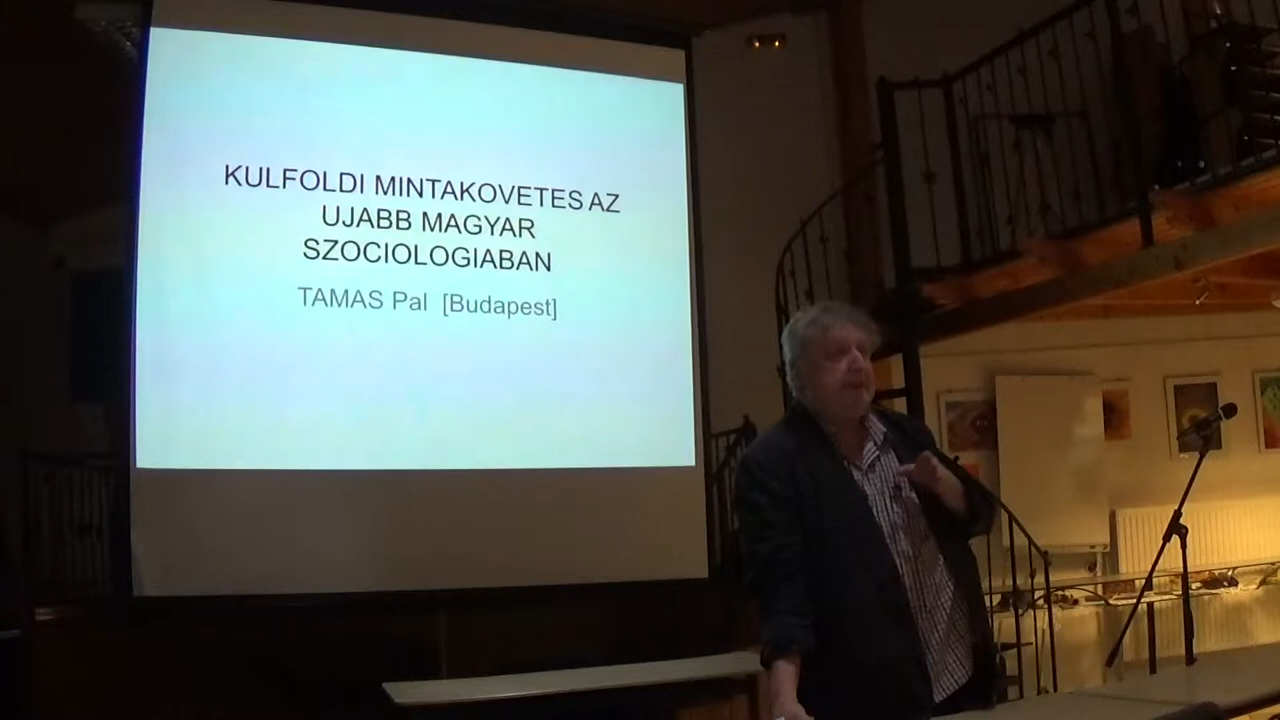 KULFOLDI MINTAKOVETES AZ
UJABB MAGYAR
SZOCIOLOGIABAN
TAMAS Pal [Budapest]